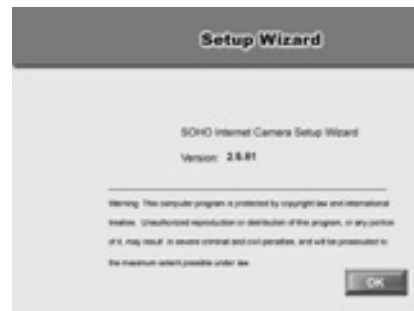 Setup Wizard
SOHO Internet Camera Setup Wizard
Version: 2.6.61
Warning: This computer program is protected by copyright law and international
treaties. Unauthorized reproduction or distribution of this program, or any portion
of it, may result in severe criminal and civil penalties, and will be prosecuted to
the maximum extent possible under law.
OK